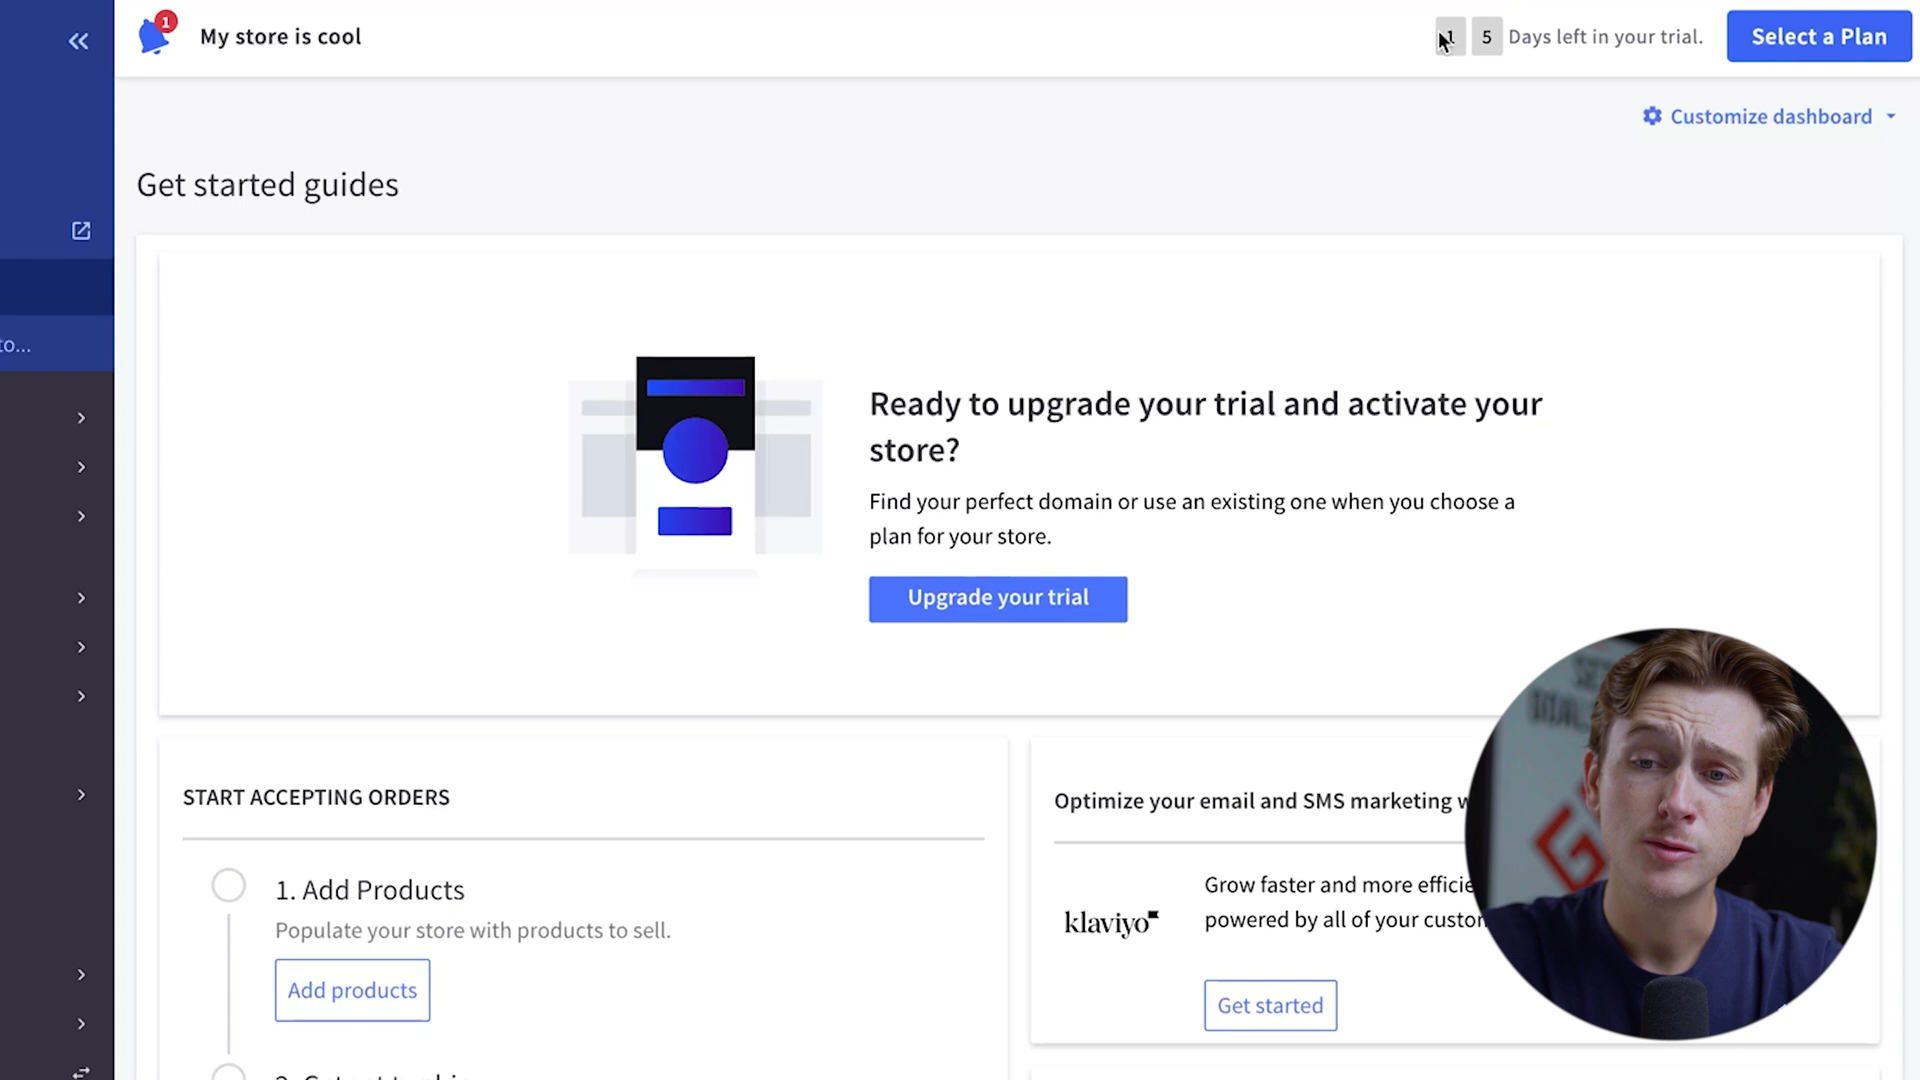 1
My store is cool
1 5 Days left in your trial.
Select a Plan
Customize dashboard
Get started guides
to...
Ready to upgrade your trial and activate your
store?
Find your perfect domain or use an existing one when you choose a
plan for your store.
Upgrade your trial
START ACCEPTING ORDERS
1. Add Products
Populate your store with products to sell.
Add products
Optimize your email and SMS marketing
Grow faster and more
powered by all of your
klaviyo
Get started